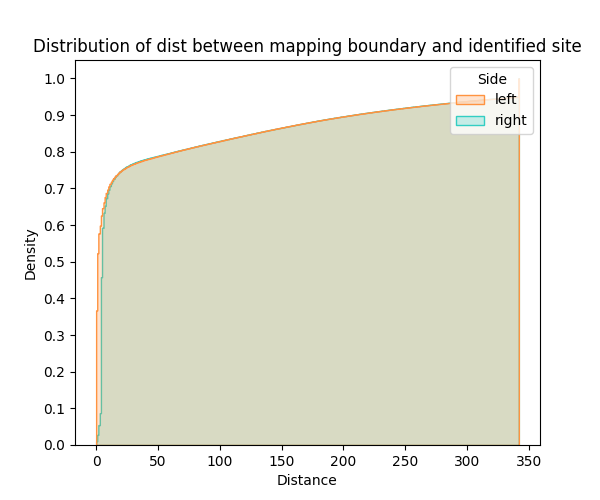 Distribution of dist between mapping boundary and identified site
Side
left
right
1.0
0.9
0.8
0.7
0.6
0.5
0.4
0.3
0.2
0.1
0.0
Density
0 50 100 150 200 250 300 350
Distance